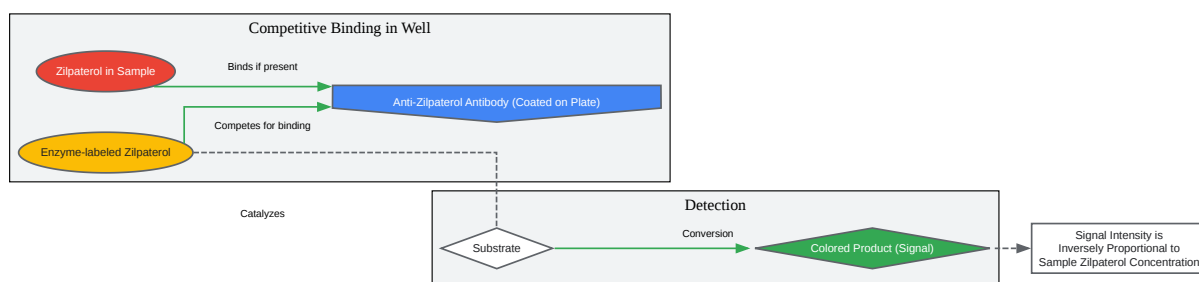 Competitive Binding in Well
Zilpaterol in Sample
Binds if present
Anti-Zilpaterol Antibody (Coated on Plate)
Competes for binding
Enzyme-labeled Zilpaterol
Catalyzes
Detection
Substrate
Conversion
Colored Product (Signal)
Signal Intensity is
Inversely Proportional to
Sample Zilpaterol Concentration